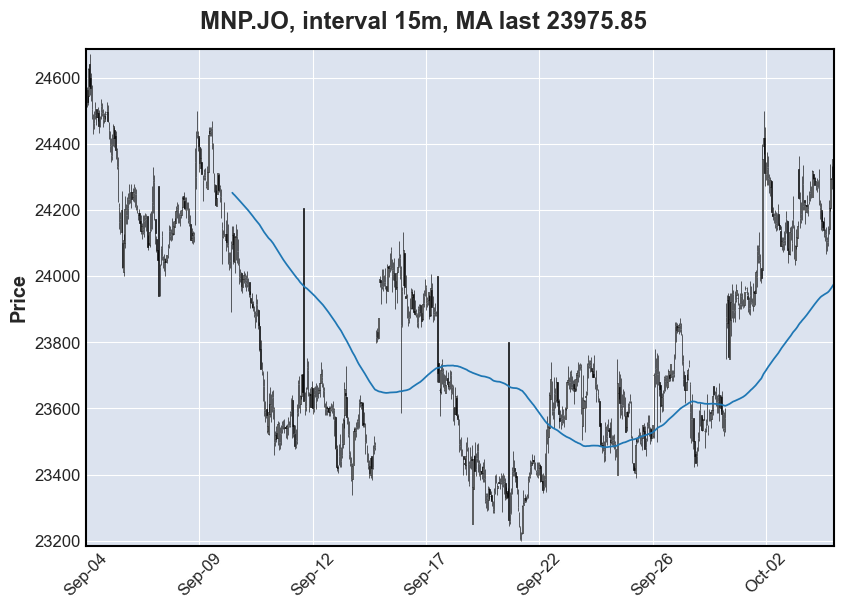 MNP.JO, interval 15m, MA last 23975.85
24600
24400
24200
24000
23800
23600
23400
23200
Price
Sep-04
Sep-09
Sep-12
Sep-17
Sep-22
Sep-26
Oct-02